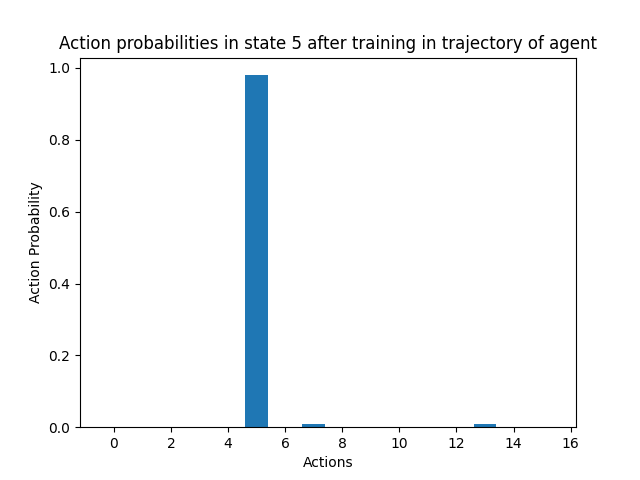 Action probabilities in state 5 after training in trajectory of agent
1.0
0.8
0.6
0.4
0.2
0.0
Action Probability
0 2 4 6 8 10 12 14 16
Actions